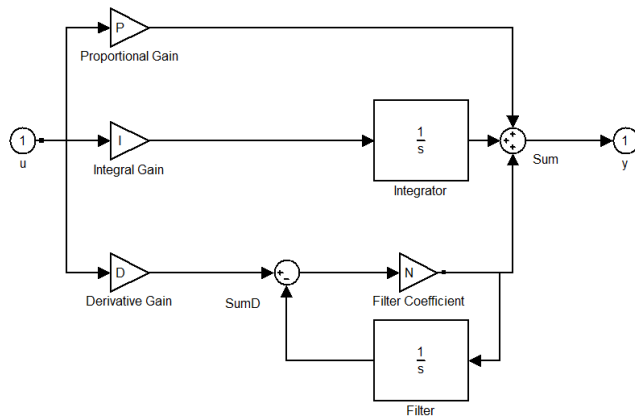 P
Proportional Gain
1
u
I
Integral Gain
1
s
Integrator
+
+
+
Sum
1
y
D
Derivative Gain
+
−
SumD
N
Filter Coefficient
1
s
Filter